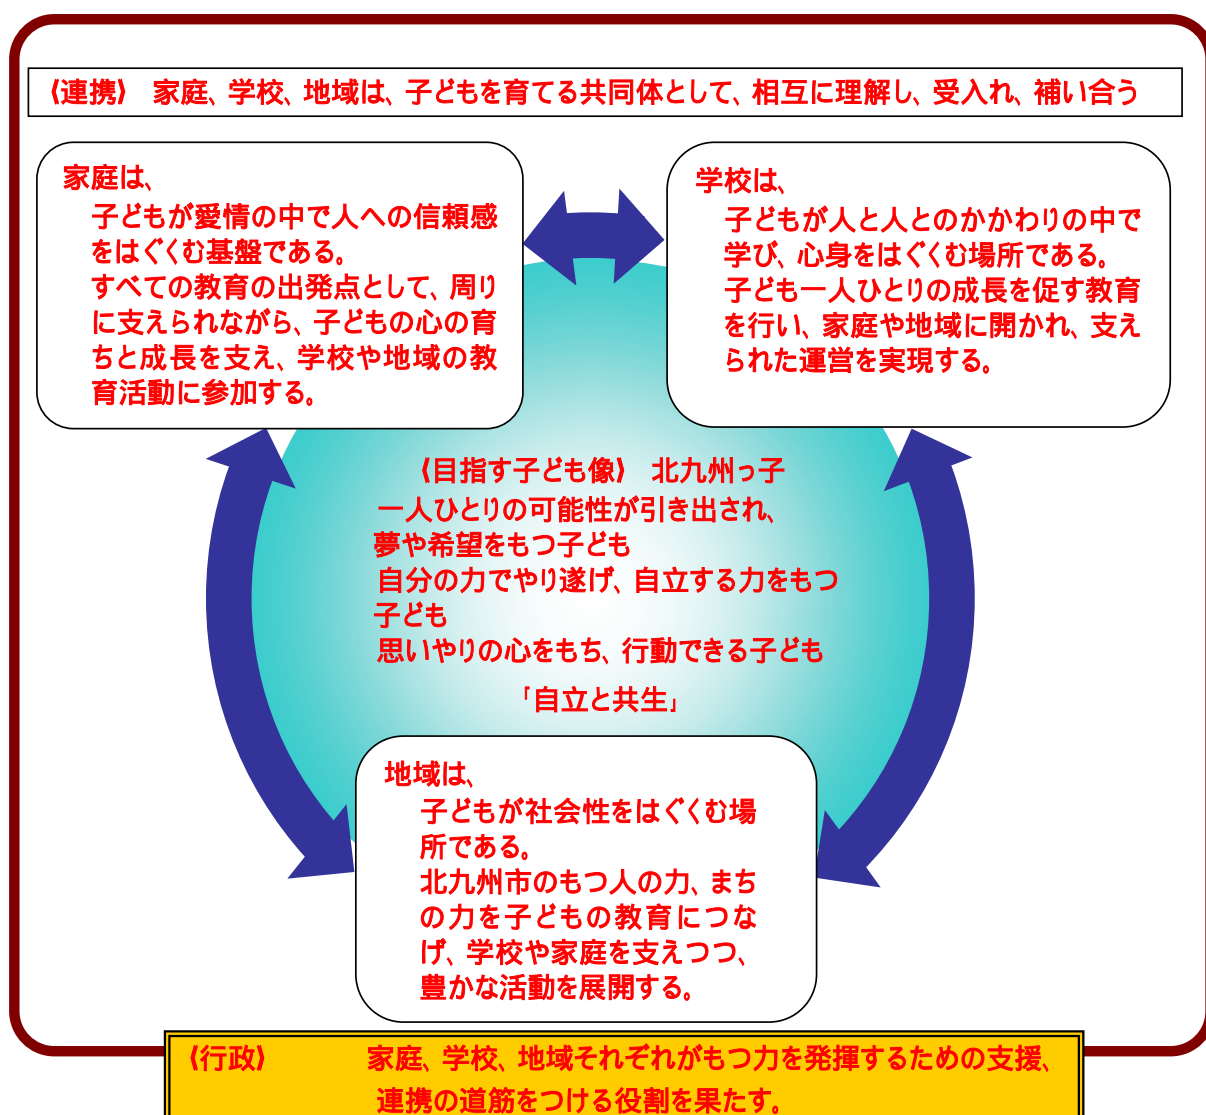 《連携》 家庭、学校、地域は、子どもを育てる共同体として、相互に理解し、受入れ、補い合う
家庭は、
子どもが愛情の中で人への信頼感
をはぐくむ基盤である。
すべての教育の出発点として、周り
に支えられながら、子どもの心の育
ちと成長を支え、学校や地域の教
育活動に参加する。
学校は、
子どもが人と人とのかかわりの中で
学び、心身をはぐくむ場所である。
子ども一人ひとりの成長を促す教育
を行い、家庭や地域に開かれ、支え
られた運営を実現する。
《目指す子ども像》 北九州っ子
一人ひとりの可能性が引き出され、
夢や希望をもつ子ども
自分の力でやり遂げ、自立する力をもつ
子ども
思いやりの心をもち、行動できる子ども
「自立と共生」
地域は、
子どもが社会性をはぐくむ場
所である。
北九州市のもつ人の力、まち
の力を子どもの教育につな
げ、学校や家庭を支えつつ、
豊かな活動を展開する。
《行政》 家庭、学校、地域それぞれがもつ力を発揮するための支援、
連携の道筋をつける役割を果たす。